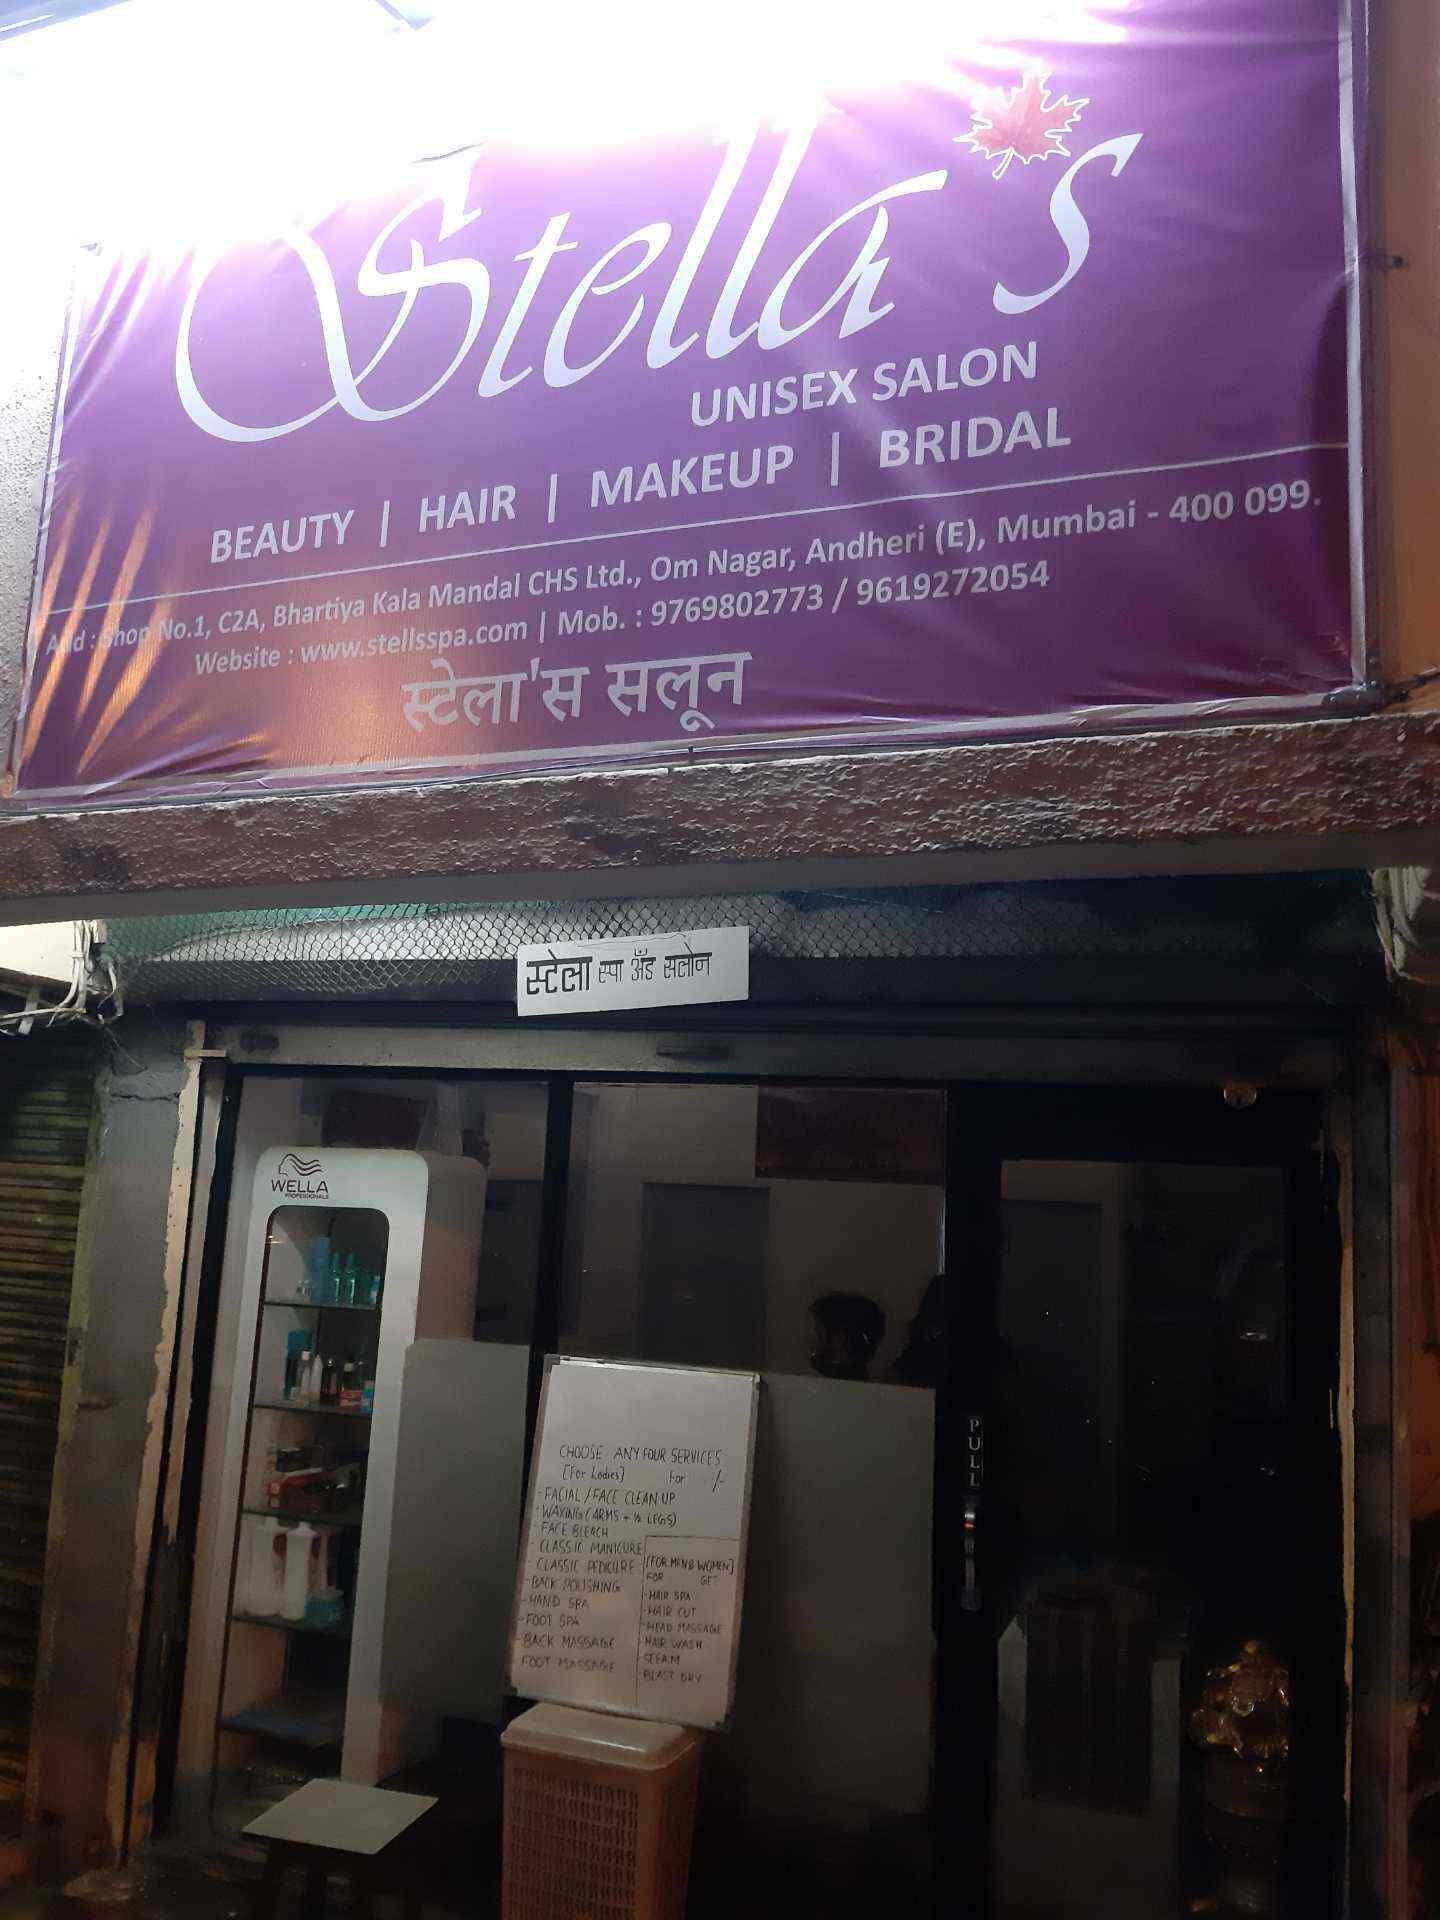 Stella's
UNISEX SALON
BEAUTY | HAIR | MAKEUP | BRIDAL
Add : Shop No.1, C2A, Bhartiya Kala Mandal CHS Ltd., Om Nagar, Andheri (E), Mumbai - 400 099.
Website : www.stellsspa.com | Mob. : 9769802773 / 9619272054
स्टेला'स सलून
स्टेला स्पा अँड सलोन
WELLA
PROFESSIONALS
PULL
CHOOSE ANY FOUR SERVICES
[For Ladies] For /-
- FACIAL / FACE CLEAN UP
- WAXING (ARMS + ½ LEGS)
- FACE BLEACH
- CLASSIC MANICURE
- CLASSIC PEDICURE
- BACK POLISHING
- HAND SPA
- FOOT SPA
- BACK MASSAGE
FOOT MASSAGE
[FOR MEN & WOMEN]
FOR GET
- HAIR SPA
- HAIR CUT
- HEAD MASSAGE
- HAIR WASH
- STEAM
BLAST DRY